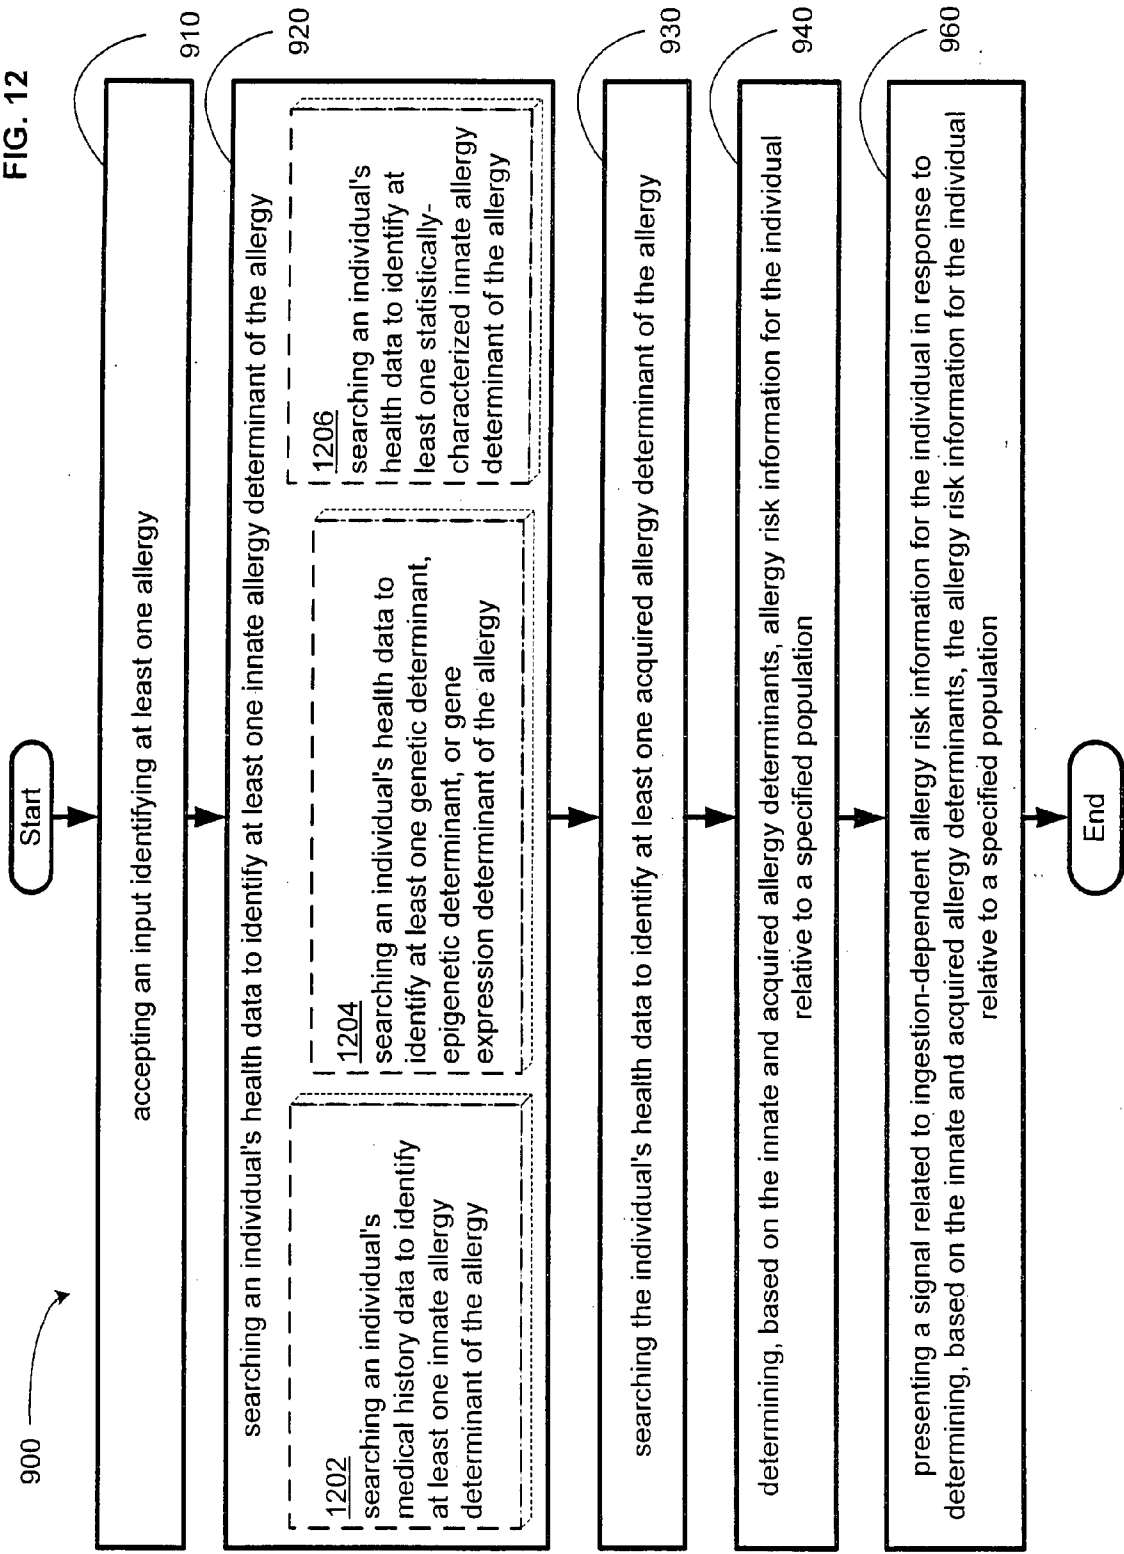 FIG. 12
900
Start
910
accepting an input identifying at least one allergy
920
searching an individual's health data to identify at least one innate allergy determinant of the allergy
1202
searching an individual's
medical history data to identify
at least one innate allergy
determinant of the allergy
1204
searching an individual's health data to
identify at least one genetic determinant,
epigenetic determinant, or gene
expression determinant of the allergy
1206
searching an individual's
health data to identify at
least one statistically-
characterized innate allergy
determinant of the allergy
930
searching the individual's health data to identify at least one acquired allergy determinant of the allergy
940
determining, based on the innate and acquired allergy determinants, allergy risk information for the individual
relative to a specified population
960
presenting a signal related to ingestion-dependent allergy risk information for the individual in response to
determining, based on the innate and acquired allergy determinants, the allergy risk information for the individual
relative to a specified population
End